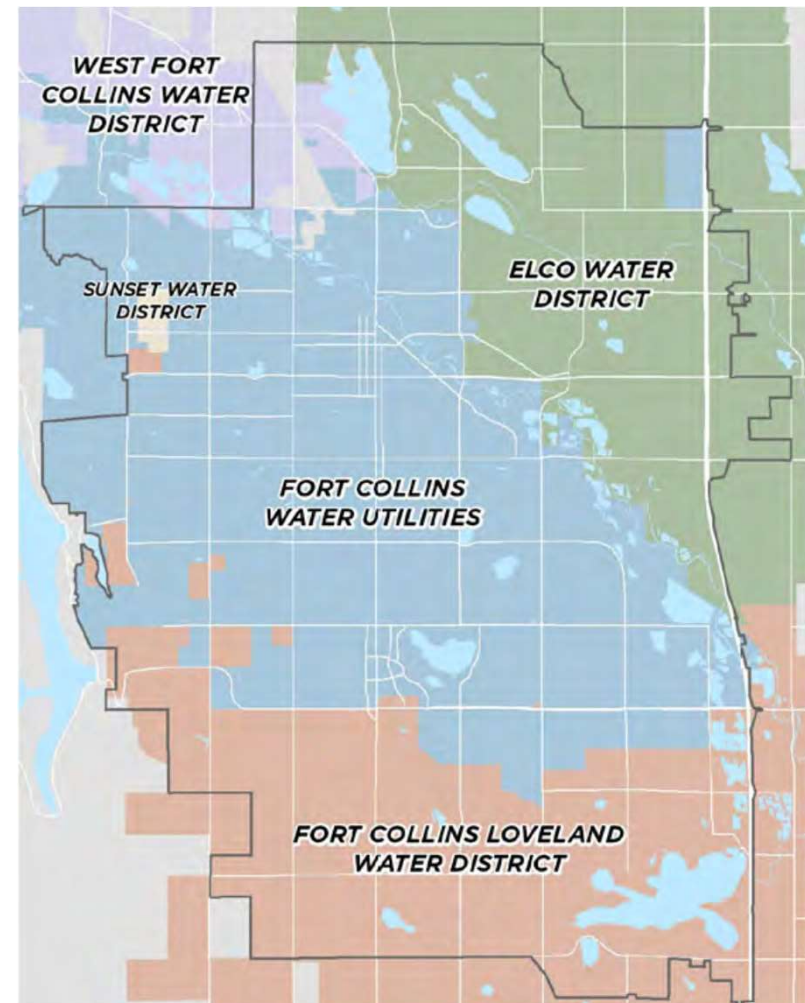 WEST FORT
COLLINS WATER
DISTRICT
ELCO WATER
DISTRICT
SUNSET WATER
DISTRICT
FORT COLLINS
WATER UTILITIES
FORT COLLINS LOVELAND
WATER DISTRICT